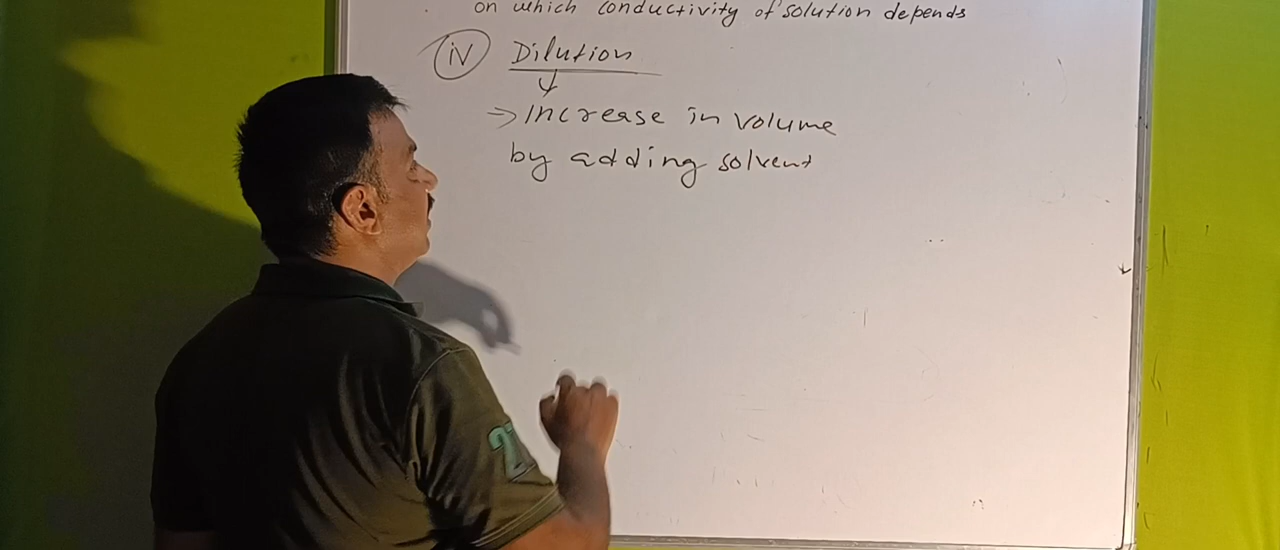 on which conductivity of solution depends
(iv) Dilution
→ Increase in volume
by adding solvent